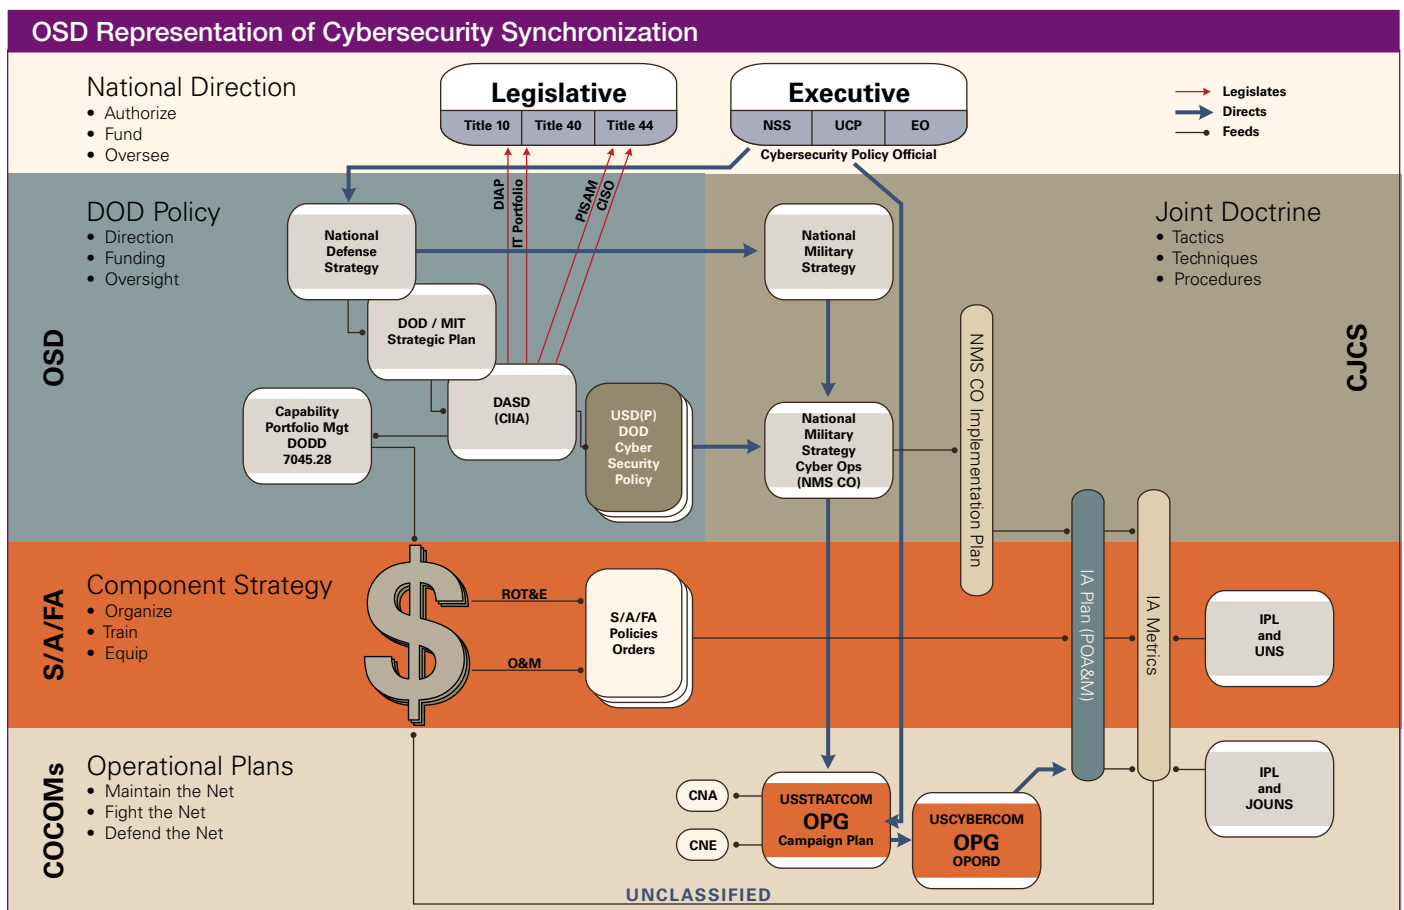 OSD Representation of Cybersecurity Synchronization
National Direction
• Authorize
• Fund
• Oversee
Legislative
Title 10
Title 40
Title 44
Executive
NSS
UCP
EO
Cybersecurity Policy Official
Legislates
Directs
Feeds
OSD
DOD Policy
• Direction
• Funding
• Oversight
DIAP
IT Portfolio
PISAM
CISO
National
Defense
Strategy
DOD / MIT
Strategic Plan
DASD
(CIIA)
Capability
Portfolio Mgt
DODD
7045.28
USD(P)
DOD
Cyber
Security
Policy
CJCS
Joint Doctrine
• Tactics
• Techniques
• Procedures
National
Military
Strategy
National
Military
Strategy
Cyber Ops
(NMS CO)
NMS CO Implementation Plan
IA Plan (POA&M)
IA Metrics
S/A/FA
Component Strategy
• Organize
• Train
• Equip
$
ROT&E
O&M
S/A/FA
Policies
Orders
IPL
and
UNS
COCOMs
Operational Plans
• Maintain the Net
• Fight the Net
• Defend the Net
CNA
CNE
USSTRATCOM
OPG
Campaign Plan
USCYBERCOM
OPG
OPORD
IPL
and
JOUNS
UNCLASSIFIED